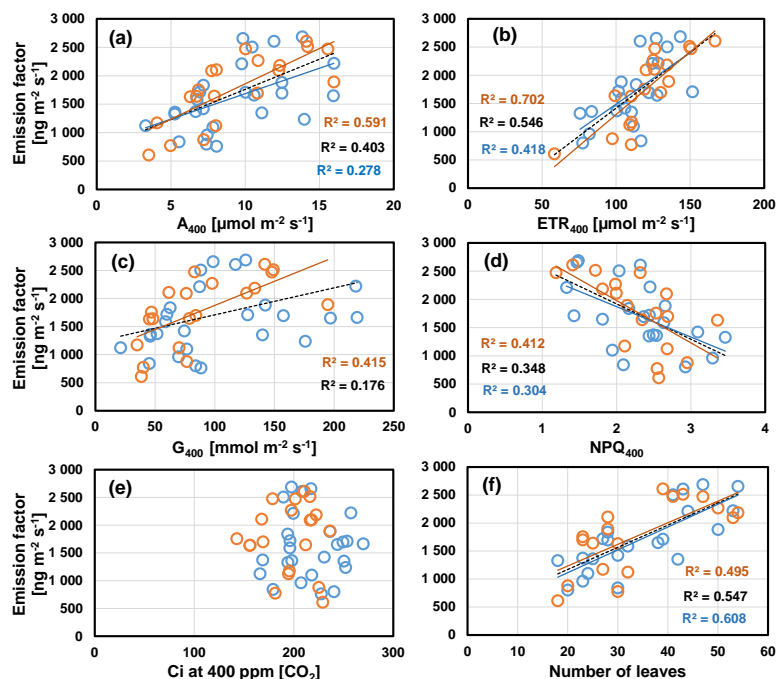 (a)
Emission factor
[ng m⁻² s⁻¹]
3 000
2 500
2 000
1 500
1 000
500
0
R² = 0.591
R² = 0.403
R² = 0.278
0 5 10 15 20
A₄₀₀ [µmol m⁻² s⁻¹]
(b)
3 000
2 500
2 000
1 500
1 000
500
0
R² = 0.702
R² = 0.546
R² = 0.418
0 50 100 150 200
ETR₄₀₀ [µmol m⁻² s⁻¹]
(c)
Emission factor
[ng m⁻² s⁻¹]
3 000
2 500
2 000
1 500
1 000
500
0
R² = 0.415
R² = 0.176
0 50 100 150 200 250
G₄₀₀ [mmol m⁻² s⁻¹]
(d)
3 000
2 500
2 000
1 500
1 000
500
0
R² = 0.412
R² = 0.348
R² = 0.304
0 1 2 3 4
NPQ₄₀₀
(e)
Emission factor
[ng m⁻² s⁻¹]
3 000
2 500
2 000
1 500
1 000
500
0
0 100 200 300
Ci at 400 ppm [CO₂]
(f)
3 000
2 500
2 000
1 500
1 000
500
0
R² = 0.495
R² = 0.547
R² = 0.608
0 20 40 60
Number of leaves